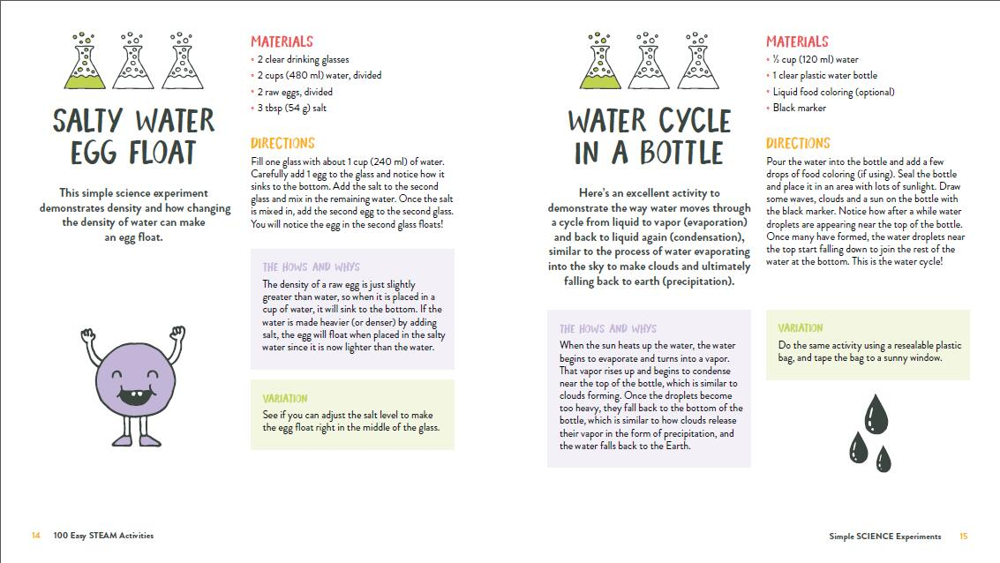 SALTY WATER
EGG FLOAT
This simple science experiment
demonstrates density and how changing
the density of water can make
an egg float.
MATERIALS
• 2 clear drinking glasses
• 2 cups (480 ml) water, divided
• 2 raw eggs, divided
• 3 tbsp (54 g) salt
DIRECTIONS
Fill one glass with about 1 cup (240 ml) of water.
Carefully add 1 egg to the glass and notice how it
sinks to the bottom. Add the salt to the second
glass and mix in the remaining water. Once the salt
is mixed in, add the second egg to the second glass.
You will notice the egg in the second glass floats!
THE HOWS AND WHYS
The density of a raw egg is just slightly
greater than water, so when it is placed in a
cup of water, it will sink to the bottom. If the
water is made heavier (or denser) by adding
salt, the egg will float when placed in the salty
water since it is now lighter than the water.
VARIATION
See if you can adjust the salt level to make
the egg float right in the middle of the glass.
14 100 Easy STEAM Activities
WATER CYCLE
IN A BOTTLE
Here's an excellent activity to
demonstrate the way water moves through
a cycle from liquid to vapor (evaporation)
and back to liquid again (condensation),
similar to the process of water evaporating
into the sky to make clouds and ultimately
falling back to earth (precipitation).
MATERIALS
• ½ cup (120 ml) water
• 1 clear plastic water bottle
• Liquid food coloring (optional)
• Black marker
DIRECTIONS
Pour the water into the bottle and add a few
drops of food coloring (if using). Seal the bottle
and place it in an area with lots of sunlight. Draw
some waves, clouds and a sun on the bottle with
the black marker. Notice how after a while water
droplets are appearing near the top of the bottle.
Once many have formed, the water droplets near
the top start falling down to join the rest of the
water at the bottom. This is the water cycle!
THE HOWS AND WHYS
When the sun heats up the water, the water
begins to evaporate and turns into a vapor.
That vapor rises up and begins to condense
near the top of the bottle, which is similar to
clouds forming. Once the droplets become
too heavy, they fall back to the bottom of the
bottle, which is similar to how clouds release
their vapor in the form of precipitation, and
the water falls back to the Earth.
VARIATION
Do the same activity using a resealable plastic
bag, and tape the bag to a sunny window.
Simple SCIENCE Experiments 15